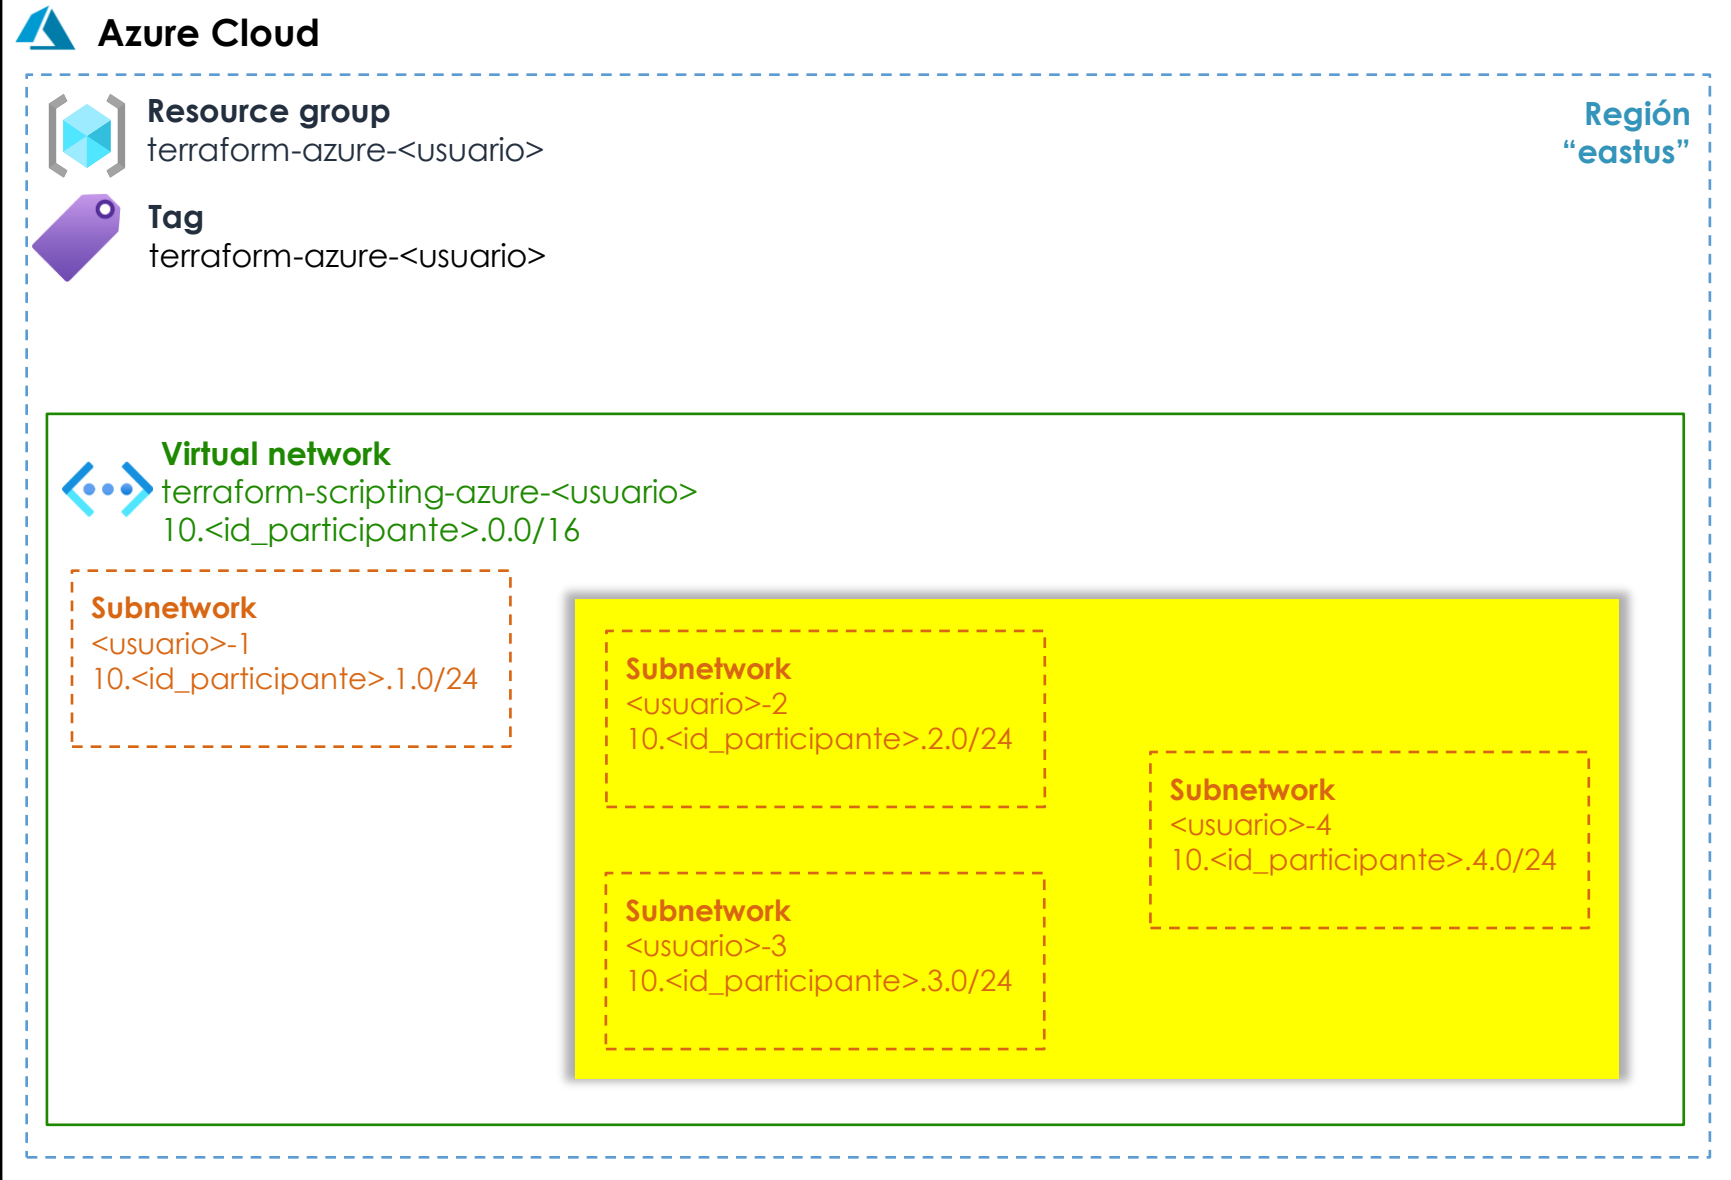 Azure Cloud
Resource group
terraform-azure-<usuario>
Región
“eastus”
Tag
terraform-azure-<usuario>
Virtual network
terraform-scripting-azure-<usuario>
10.<id_participante>.0.0/16
Subnetwork
<usuario>-1
10.<id_participante>.1.0/24
Subnetwork
<usuario>-2
10.<id_participante>.2.0/24
Subnetwork
<usuario>-3
10.<id_participante>.3.0/24
Subnetwork
<usuario>-4
10.<id_participante>.4.0/24